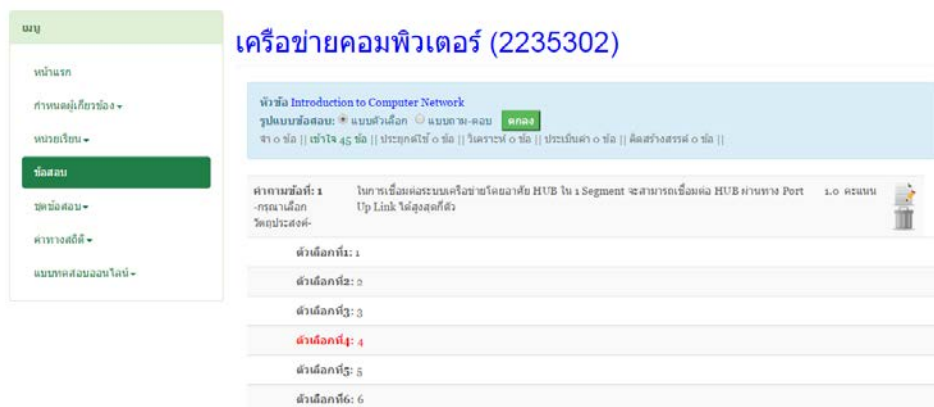 เมนู
หน้าแรก
กำหนดผู้เกี่ยวข้อง
หน่วยเรียน
ข้อสอบ
ชุดข้อสอบ
ค่าทางสถิติ
แบบทดสอบออนไลน์
เครือข่ายคอมพิวเตอร์ (2235302)
หัวข้อ Introduction to Computer Network
รูปแบบข้อสอบ: แบบตัวเลือก แบบถาม-ตอบ ตกลง
จำ 0 ข้อ || เข้าใจ 45 ข้อ || ประยุกต์ใช้ 0 ข้อ || วิเคราะห์ 0 ข้อ || ประเมินค่า 0 ข้อ || คิดสร้างสรรค์ 0 ข้อ ||
คำถามข้อที่: 1 ในการเชื่อมต่อระบบเครือข่ายโดยอาศัย HUB ใน 1 Segment จะสามารถเชื่อมต่อ HUB ผ่านทาง Port 1.0 คะแนน
-กรุณาเลือก Up Link ได้สูงสุดกี่ตัว
วัตถุประสงค์-
ตัวเลือกที่1: 1
ตัวเลือกที่2: 2
ตัวเลือกที่3: 3
ตัวเลือกที่4: 4
ตัวเลือกที่5: 5
ตัวเลือกที่6: 6